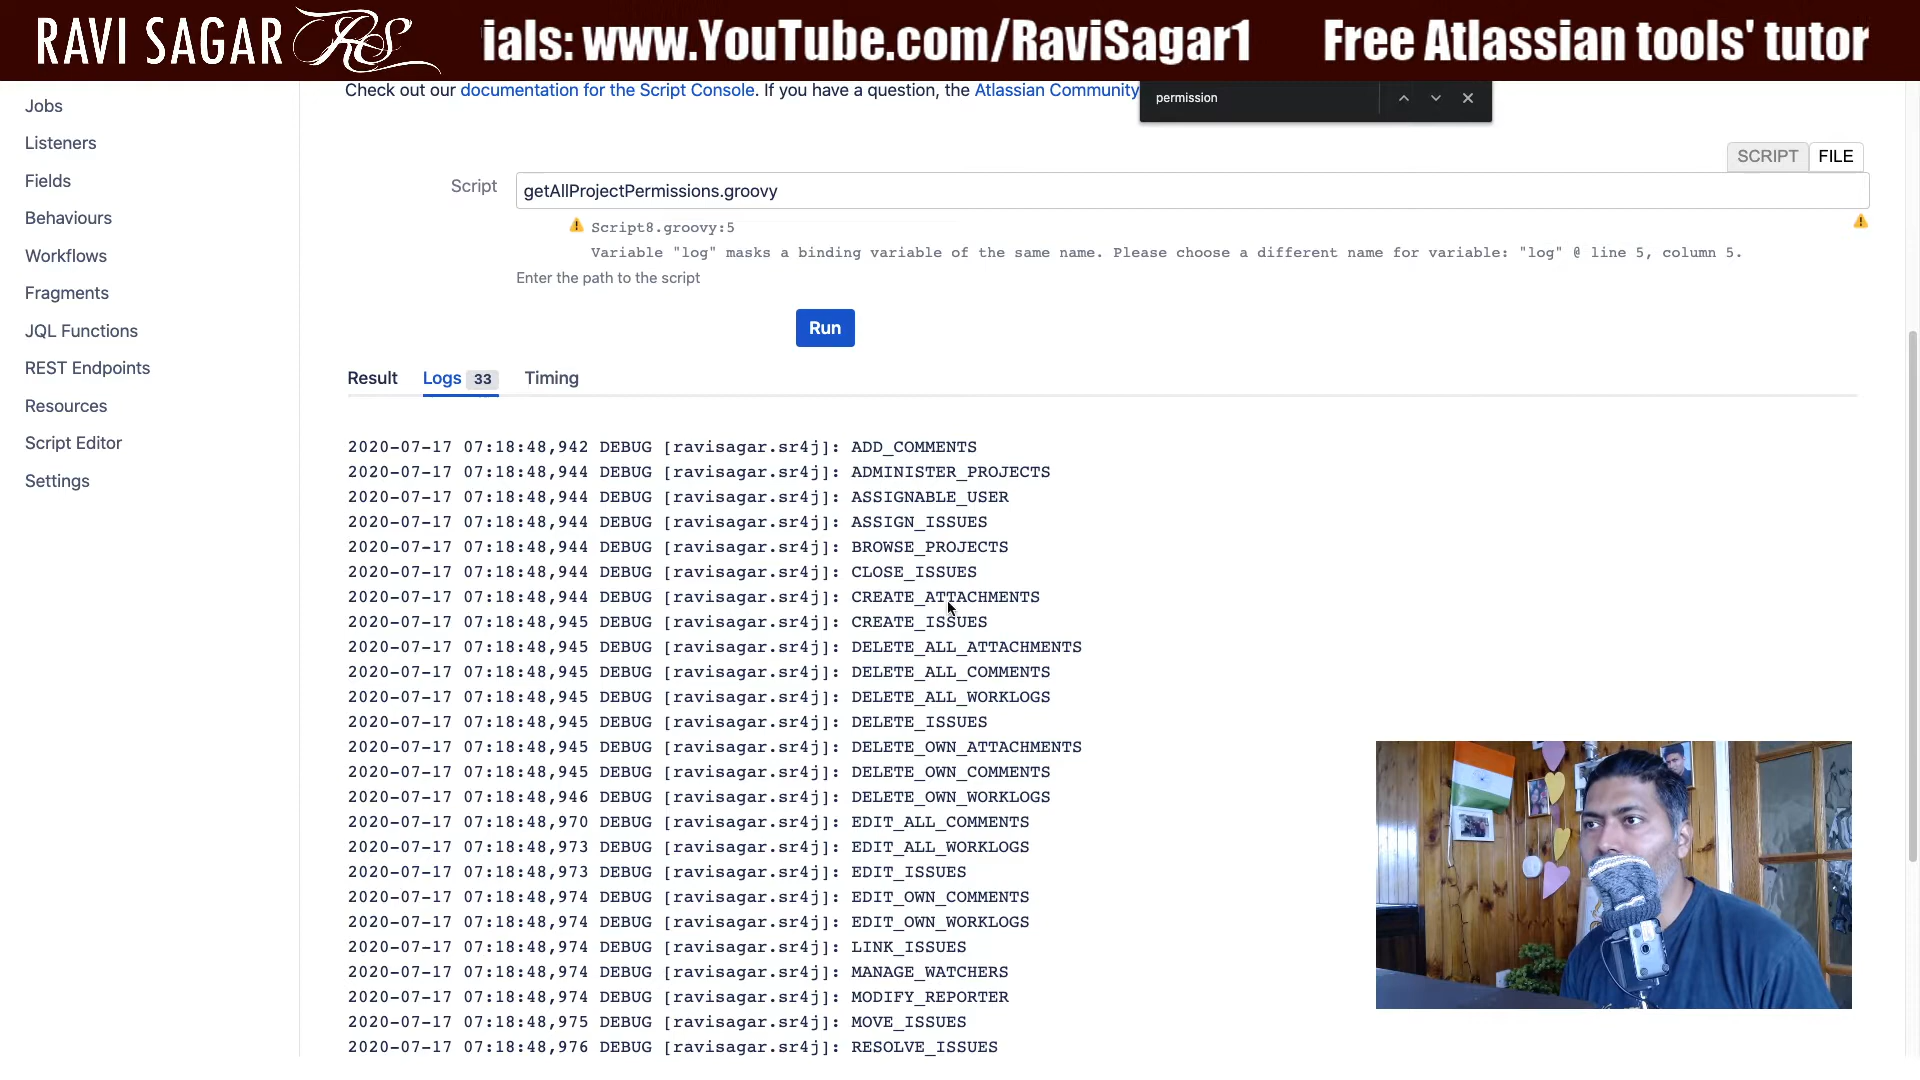 RAVI SAGAR RS ials: www.YouTube.com/RaviSagar1 Free Atlassian tools' tutor
Check out our documentation for the Script Console. If you have a question, the Atlassian Community
permission
Jobs
Listeners
Fields
Behaviours
Workflows
Fragments
JQL Functions
REST Endpoints
Resources
Script Editor
Settings
SCRIPT FILE
Script getAllProjectPermissions.groovy
Script8.groovy:5
Variable "log" masks a binding variable of the same name. Please choose a different name for variable: "log" @ line 5, column 5.
Enter the path to the script
Run
Result Logs 33 Timing
2020-07-17 07:18:48,942 DEBUG [ravisagar.sr4j]: ADD_COMMENTS
2020-07-17 07:18:48,944 DEBUG [ravisagar.sr4j]: ADMINISTER_PROJECTS
2020-07-17 07:18:48,944 DEBUG [ravisagar.sr4j]: ASSIGNABLE_USER
2020-07-17 07:18:48,944 DEBUG [ravisagar.sr4j]: ASSIGN_ISSUES
2020-07-17 07:18:48,944 DEBUG [ravisagar.sr4j]: BROWSE_PROJECTS
2020-07-17 07:18:48,944 DEBUG [ravisagar.sr4j]: CLOSE_ISSUES
2020-07-17 07:18:48,944 DEBUG [ravisagar.sr4j]: CREATE_ATTACHMENTS
2020-07-17 07:18:48,945 DEBUG [ravisagar.sr4j]: CREATE_ISSUES
2020-07-17 07:18:48,945 DEBUG [ravisagar.sr4j]: DELETE_ALL_ATTACHMENTS
2020-07-17 07:18:48,945 DEBUG [ravisagar.sr4j]: DELETE_ALL_COMMENTS
2020-07-17 07:18:48,945 DEBUG [ravisagar.sr4j]: DELETE_ALL_WORKLOGS
2020-07-17 07:18:48,945 DEBUG [ravisagar.sr4j]: DELETE_ISSUES
2020-07-17 07:18:48,945 DEBUG [ravisagar.sr4j]: DELETE_OWN_ATTACHMENTS
2020-07-17 07:18:48,945 DEBUG [ravisagar.sr4j]: DELETE_OWN_COMMENTS
2020-07-17 07:18:48,946 DEBUG [ravisagar.sr4j]: DELETE_OWN_WORKLOGS
2020-07-17 07:18:48,970 DEBUG [ravisagar.sr4j]: EDIT_ALL_COMMENTS
2020-07-17 07:18:48,973 DEBUG [ravisagar.sr4j]: EDIT_ALL_WORKLOGS
2020-07-17 07:18:48,973 DEBUG [ravisagar.sr4j]: EDIT_ISSUES
2020-07-17 07:18:48,974 DEBUG [ravisagar.sr4j]: EDIT_OWN_COMMENTS
2020-07-17 07:18:48,974 DEBUG [ravisagar.sr4j]: EDIT_OWN_WORKLOGS
2020-07-17 07:18:48,974 DEBUG [ravisagar.sr4j]: LINK_ISSUES
2020-07-17 07:18:48,974 DEBUG [ravisagar.sr4j]: MANAGE_WATCHERS
2020-07-17 07:18:48,974 DEBUG [ravisagar.sr4j]: MODIFY_REPORTER
2020-07-17 07:18:48,975 DEBUG [ravisagar.sr4j]: MOVE_ISSUES
2020-07-17 07:18:48,976 DEBUG [ravisagar.sr4j]: RESOLVE_ISSUES